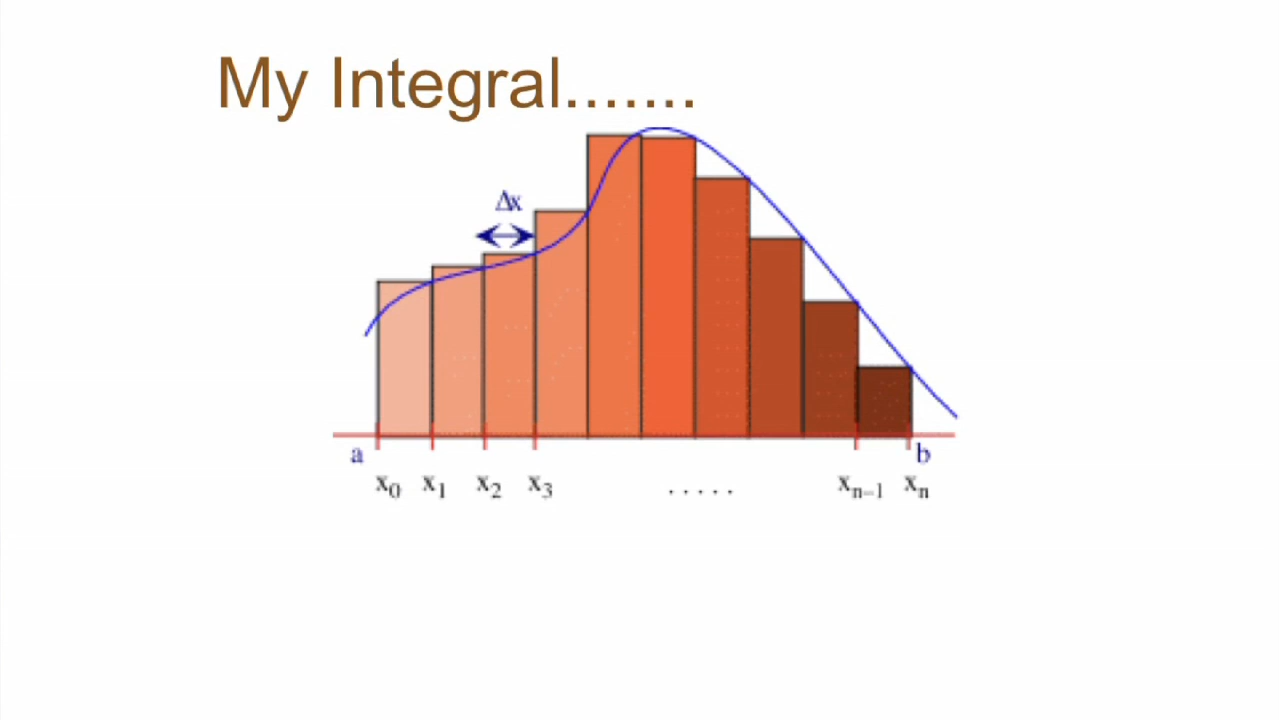 My Integral.......
Δx
a b
x₀ x₁ x₂ x₃ ..... xₙ₋₁ xₙ